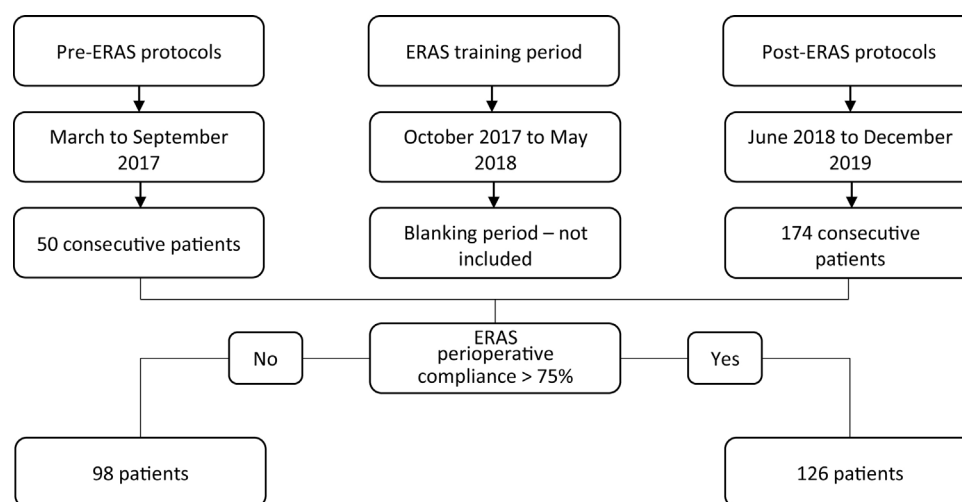 Pre-ERAS protocols
ERAS training period
Post-ERAS protocols
March to September
2017
October 2017 to May
2018
June 2018 to December
2019
50 consecutive patients
Blanking period – not
included
174 consecutive
patients
No
ERAS
perioperative
compliance > 75%
Yes
98 patients
126 patients